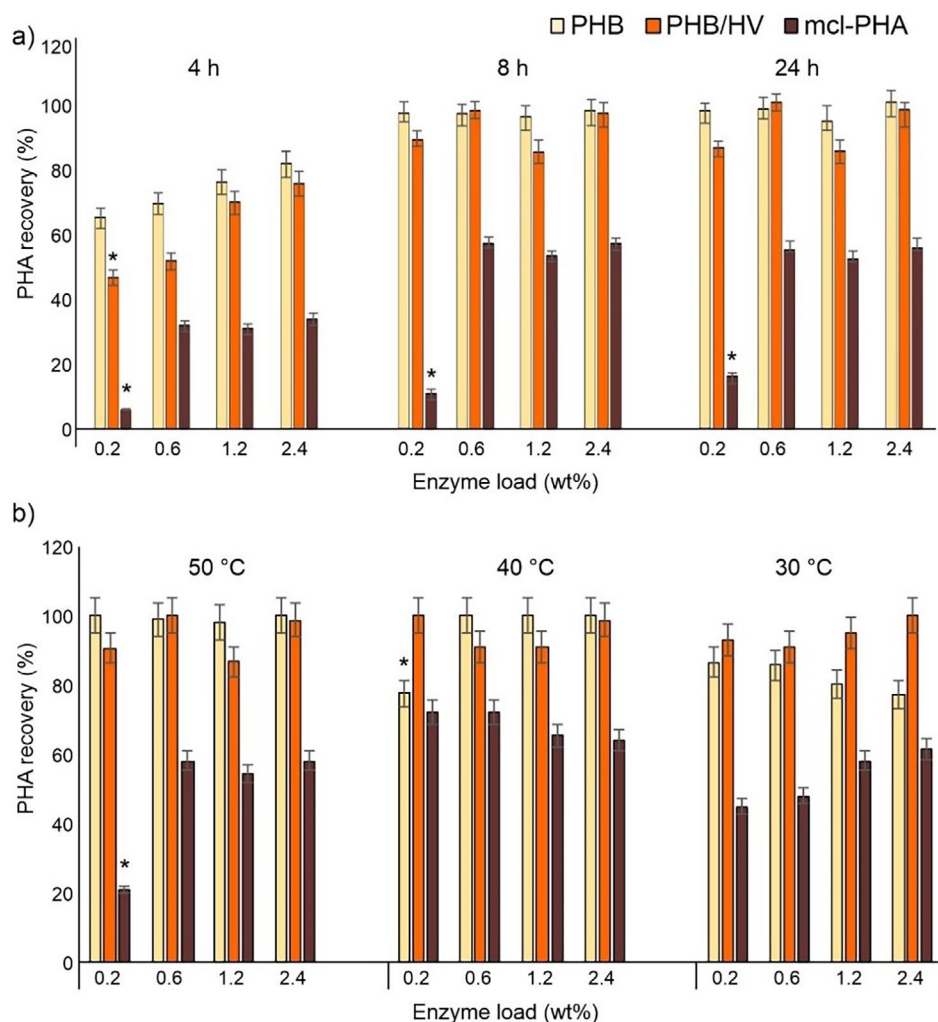 PHB PHB/HV mcl-PHA
a)
120
4 h 8 h 24 h
100
80
60
40
20
0
PHA recovery (%)
*
*
*
*
0.2 0.6 1.2 2.4 0.2 0.6 1.2 2.4 0.2 0.6 1.2 2.4
Enzyme load (wt%)
b)
120
50 °C 40 °C 30 °C
100
80
60
40
20
0
PHA recovery (%)
*
*
0.2 0.6 1.2 2.4 0.2 0.6 1.2 2.4 0.2 0.6 1.2 2.4
Enzyme load (wt%)